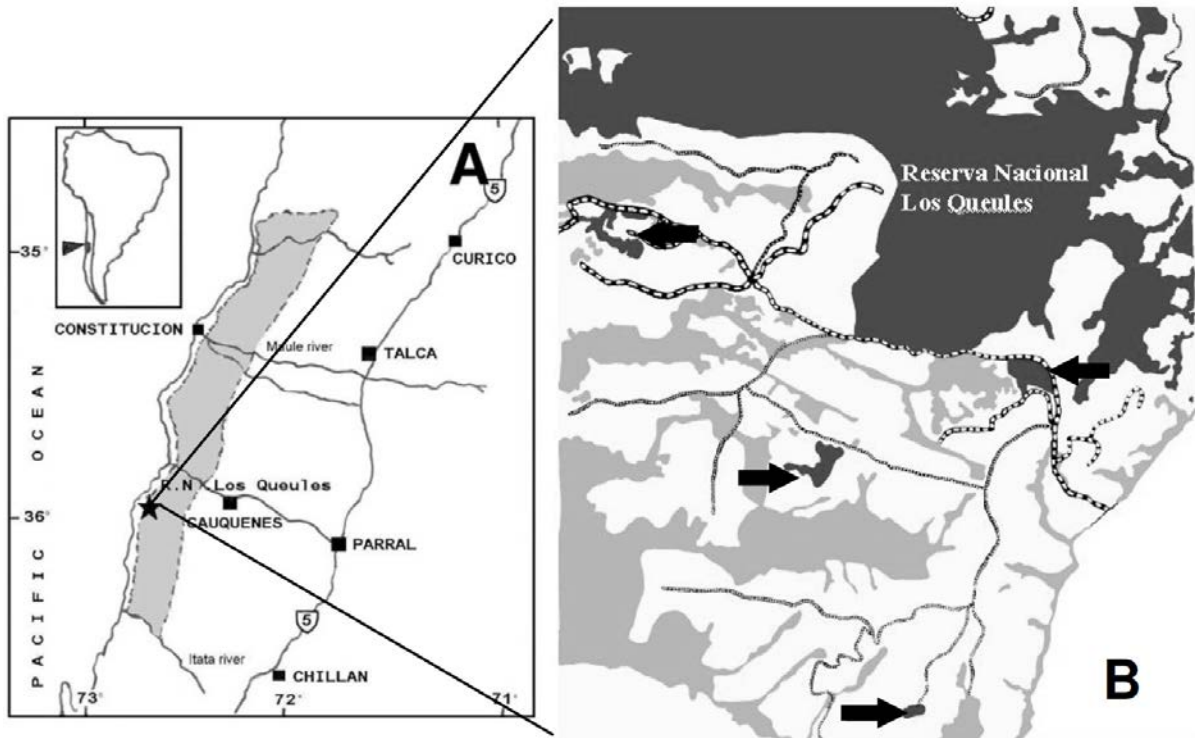 A
5
35°
CURICO
CONSTITUCION
Maule river
TALCA
PACIFIC OCEAN
R.N Los Queules
36°
CAUQUENES
PARRAL
5
Itata river
CHILLAN
73°
72°
71°
Reserva Nacional
Los Queules
B